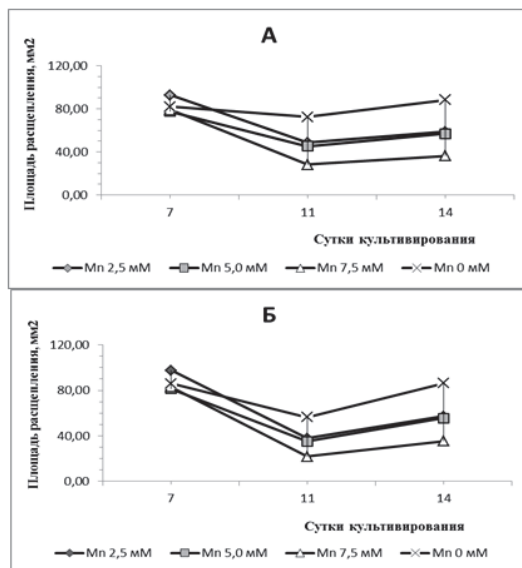 А
Площадь расщепления, мм2
120,00
80,00
40,00
0,00
7 11 14
Сутки культивирования
Mn 2,5 мМ Mn 5,0 мМ Mn 7,5 мМ Mn 0 мМ
Б
Площадь расщепления, мм2
120,00
80,00
40,00
0,00
7 11 14
Сутки культивирования
Mn 2,5 мМ Mn 5,0 мМ Mn 7,5 мМ Mn 0 мМ